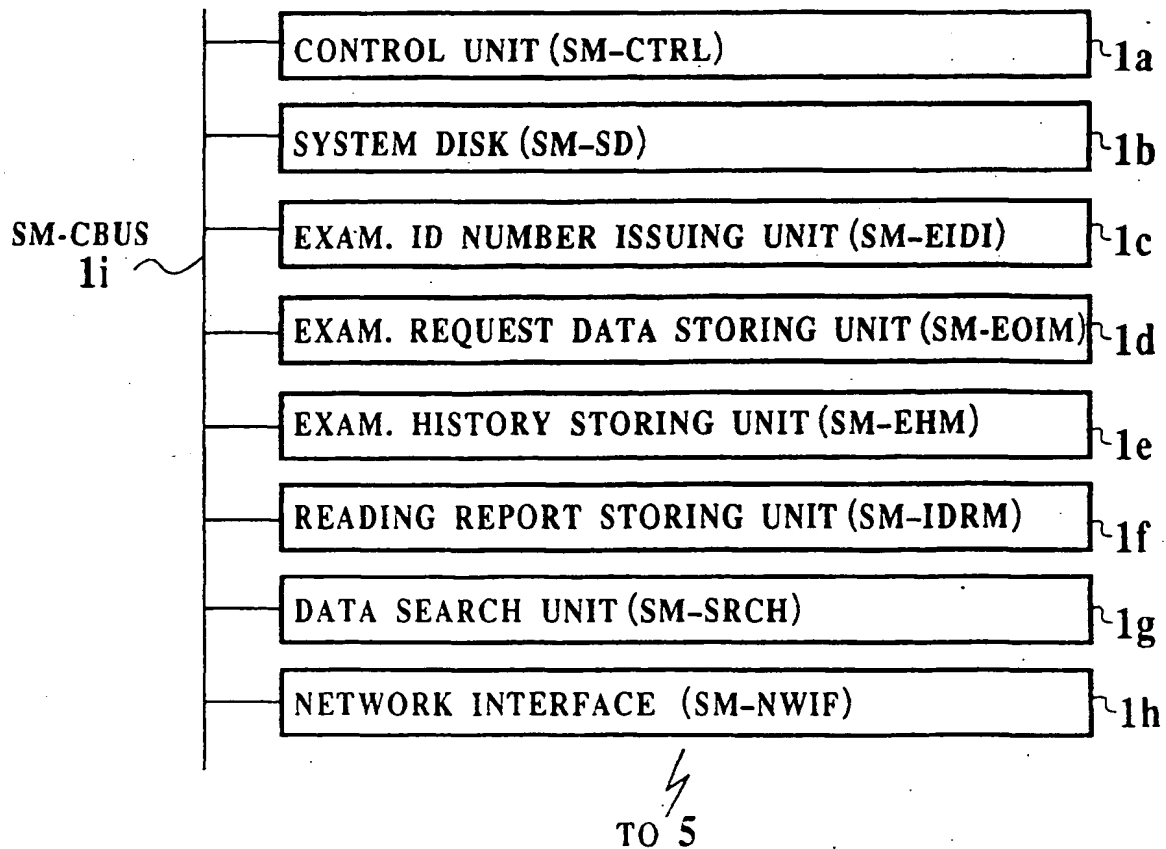 CONTROL UNIT (SM-CTRL)
1a
SYSTEM DISK (SM-SD)
1b
SM-CBUS
1i
EXAM. ID NUMBER ISSUING UNIT (SM-EIDI)
1c
EXAM. REQUEST DATA STORING UNIT (SM-EOIM)
1d
EXAM. HISTORY STORING UNIT (SM-EHM)
1e
READING REPORT STORING UNIT (SM-IDRM)
1f
DATA SEARCH UNIT (SM-SRCH)
1g
NETWORK INTERFACE (SM-NWIF)
1h
TO 5